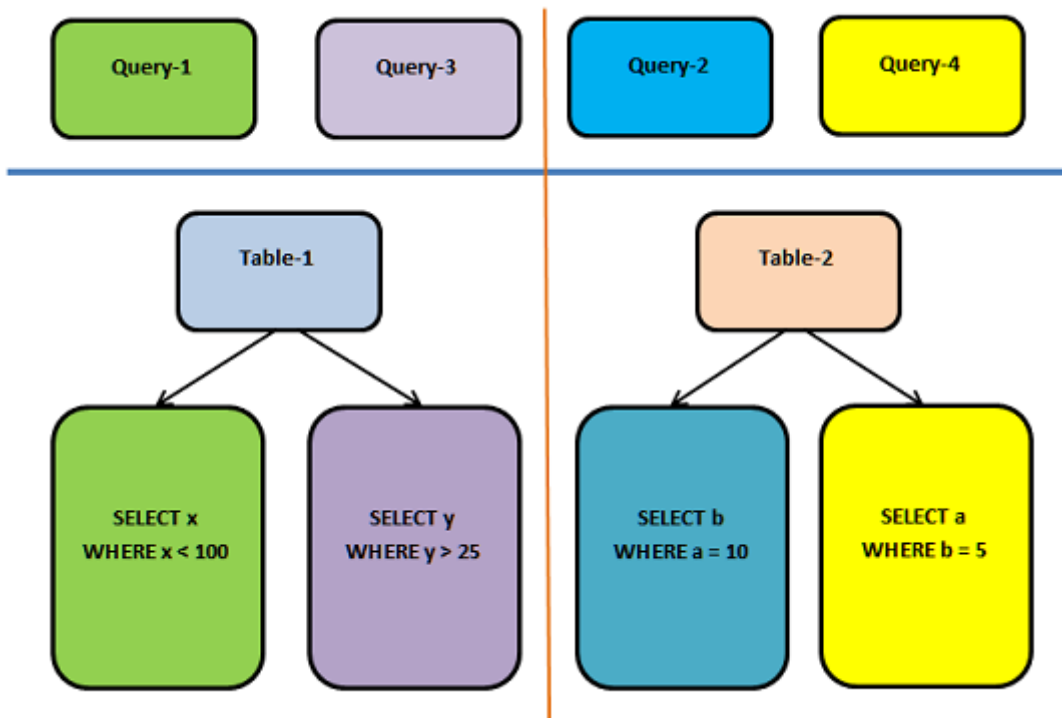 Query-1
Query-3
Query-2
Query-4
Table-1
Table-2
SELECT x
WHERE x < 100
SELECT y
WHERE y > 25
SELECT b
WHERE a = 10
SELECT a
WHERE b = 5